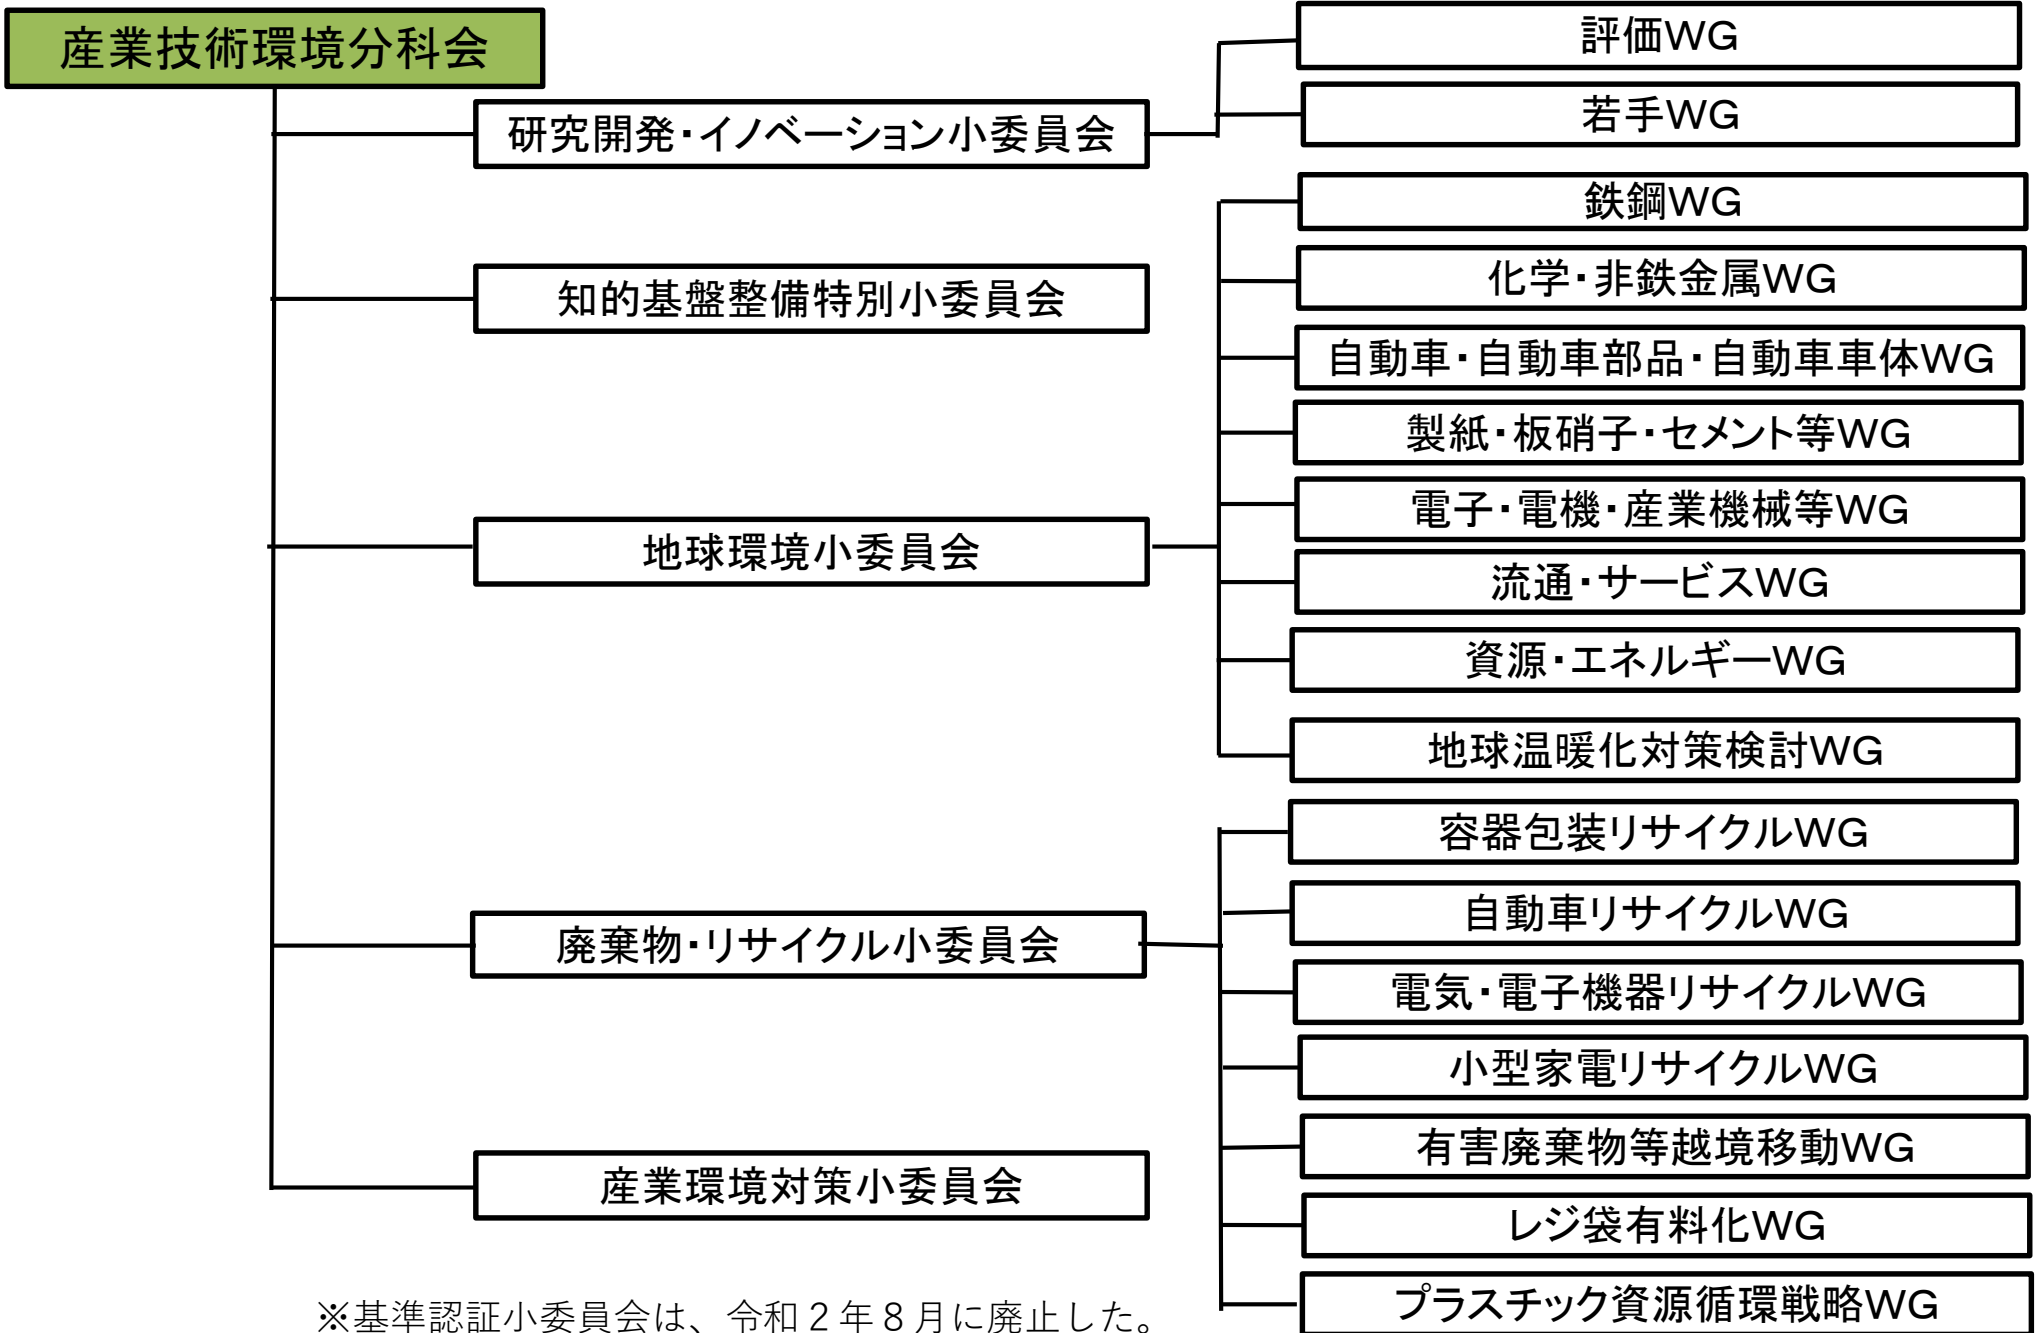 産業技術環境分科会
研究開発・イノベーション小委員会
評価WG
若手WG
知的基盤整備特別小委員会
地球環境小委員会
鉄鋼WG
化学・非鉄金属WG
自動車・自動車部品・自動車車体WG
製紙・板硝子・セメント等WG
電子・電機・産業機械等WG
流通・サービスWG
資源・エネルギーWG
地球温暖化対策検討WG
廃棄物・リサイクル小委員会
容器包装リサイクルWG
自動車リサイクルWG
電気・電子機器リサイクルWG
小型家電リサイクルWG
有害廃棄物等越境移動WG
レジ袋有料化WG
プラスチック資源循環戦略WG
産業環境対策小委員会
※基準認証小委員会は、令和２年８月に廃止した。